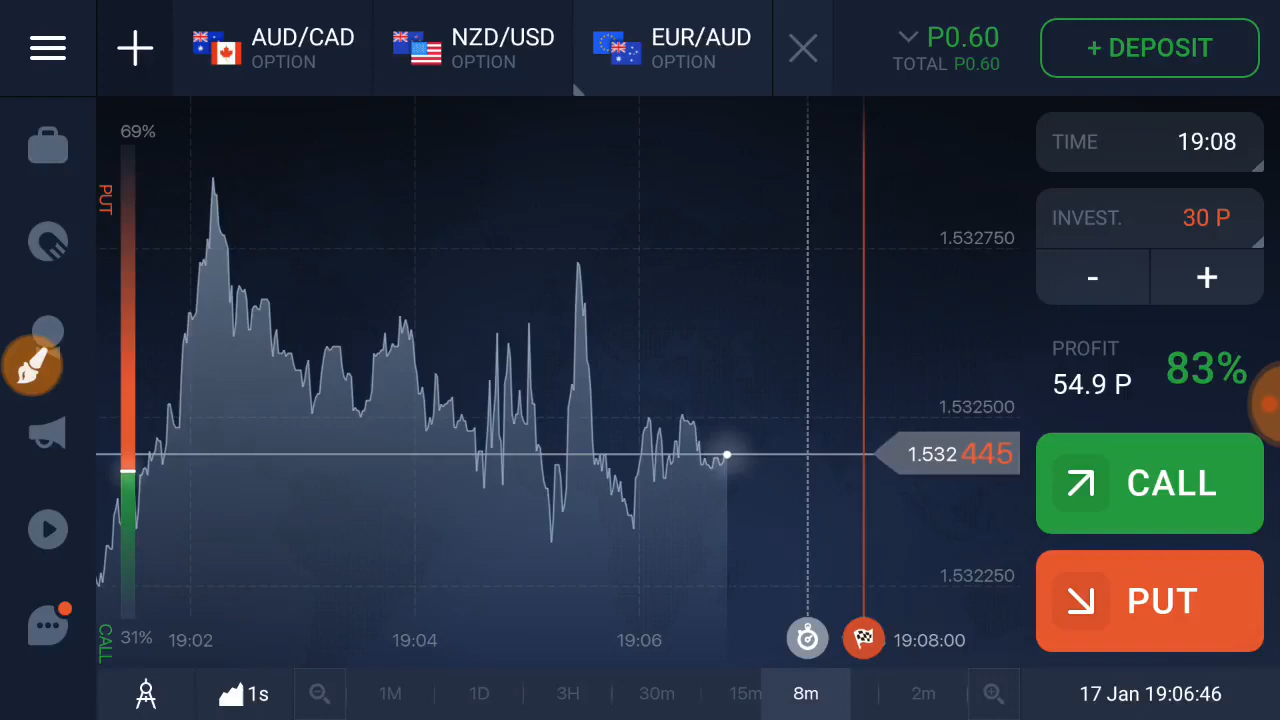 AUD/CAD
OPTION
NZD/USD
OPTION
EUR/AUD
OPTION
P0.60
TOTAL P0.60
+ DEPOSIT
69%
PUT
1.532750
1.532500
1.532445
1.532250
CALL
31%
19:02
19:04
19:06
19:08:00
TIME 19:08
INVEST. 30 P
- +
PROFIT
54.9 P
83%
CALL
PUT
1s
1M
1D
3H
30m
15m
8m
2m
17 Jan 19:06:46